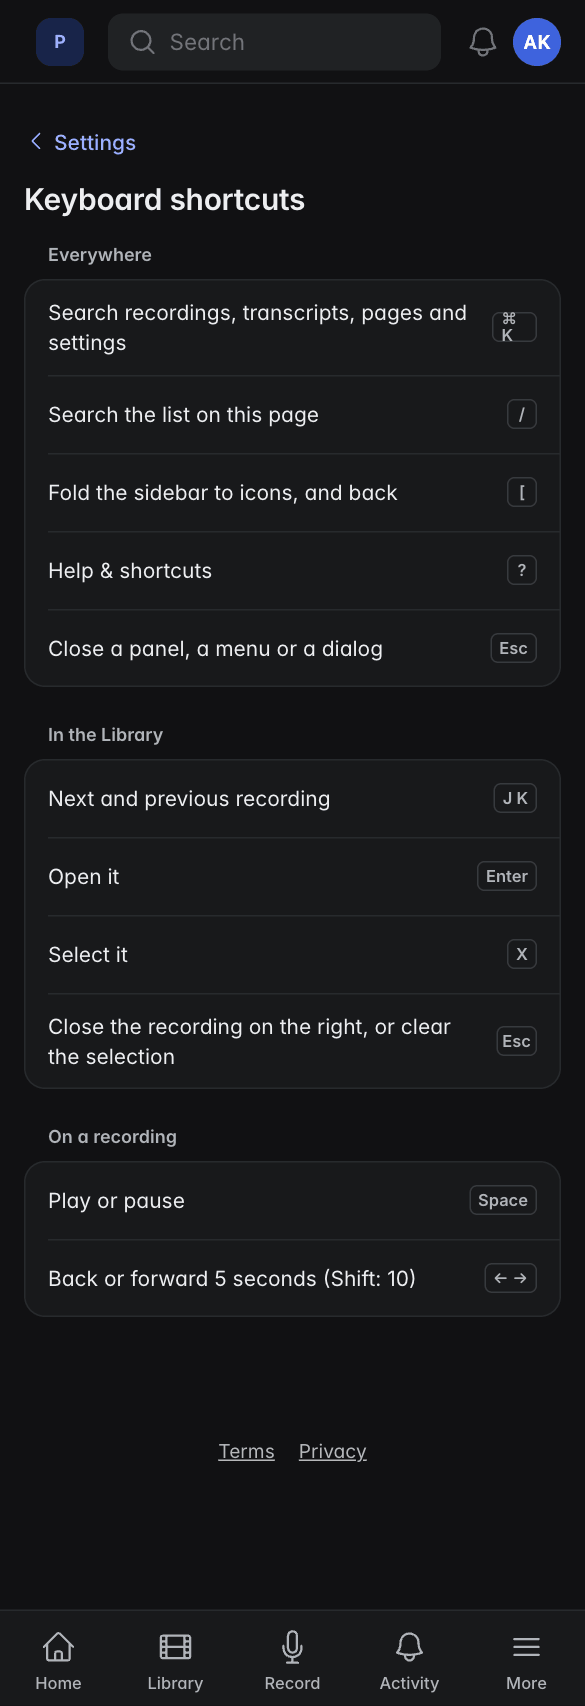 P
Search
AK
Settings
Keyboard shortcuts
Everywhere
Search recordings, transcripts, pages and
settings
⌘
K
Search the list on this page
/
Fold the sidebar to icons, and back
[
Help & shortcuts
?
Close a panel, a menu or a dialog
Esc
In the Library
Next and previous recording
J K
Open it
Enter
Select it
X
Close the recording on the right, or clear
the selection
Esc
On a recording
Play or pause
Space
Back or forward 5 seconds (Shift: 10)
← →
Terms Privacy
Home Library Record Activity More